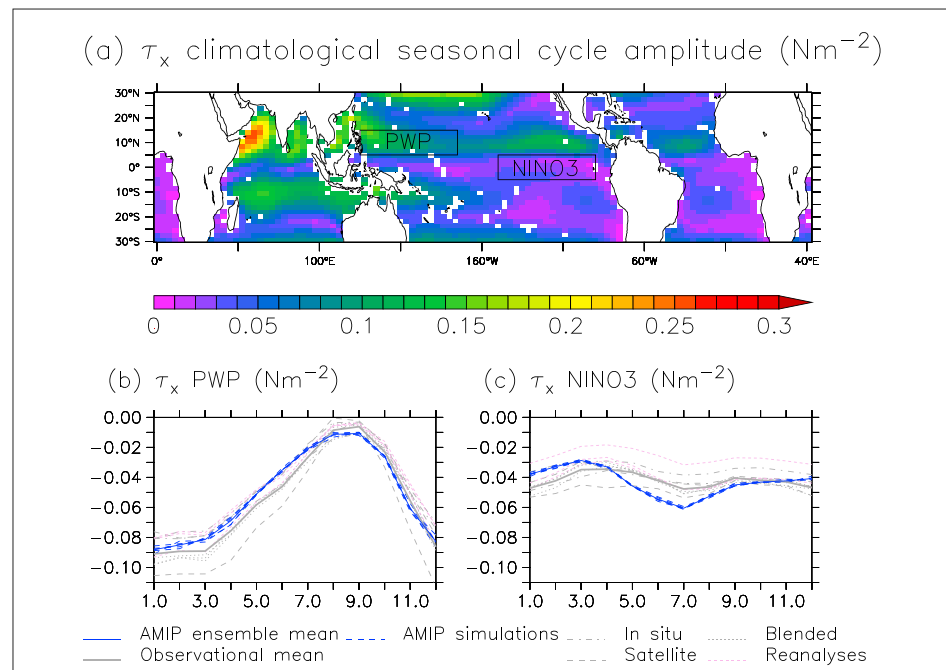 (a) τx climatological seasonal cycle amplitude (Nm⁻²)
30°N
20°N
10°N
0°
10°S
20°S
30°S
PWP
NINO3
0° 100°E 160°W 60°W 40°E
0 0.05 0.1 0.15 0.2 0.25 0.3
(b) τx PWP (Nm⁻²)
0.00
-0.02
-0.04
-0.06
-0.08
-0.10
1.0 3.0 5.0 7.0 9.0 11.0
(c) τx NINO3 (Nm⁻²)
0.00
-0.02
-0.04
-0.06
-0.08
-0.10
1.0 3.0 5.0 7.0 9.0 11.0
AMIP ensemble mean AMIP simulations In situ Blended
Observational mean Satellite Reanalyses